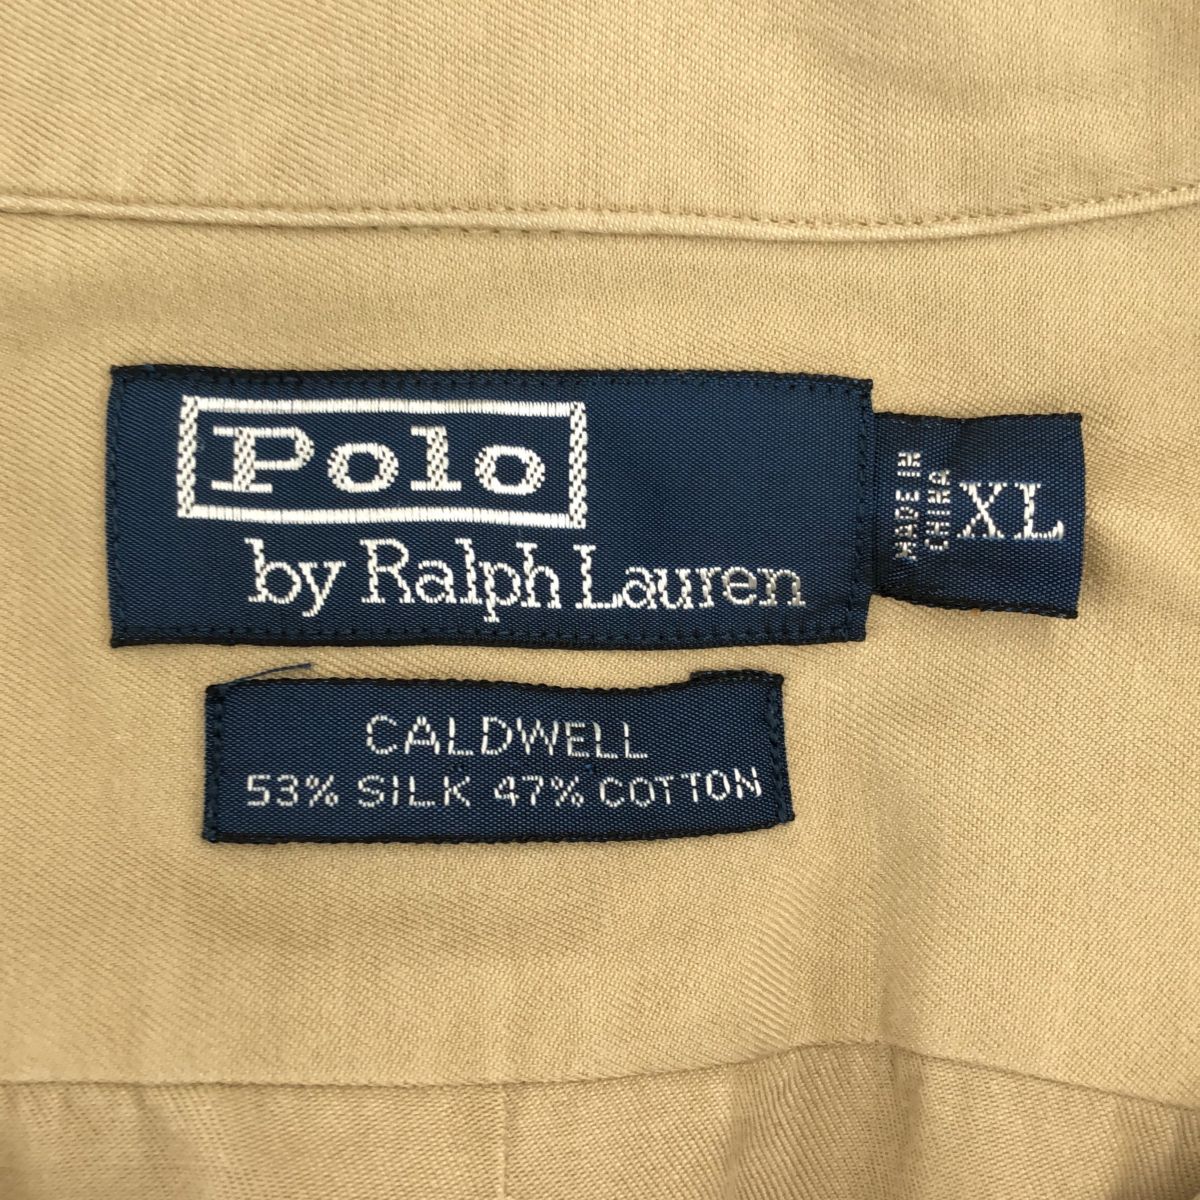 Polo
by Ralph Lauren
MADE IN
CHINA
XL
CALDWELL
53% SILK 47% COTTON